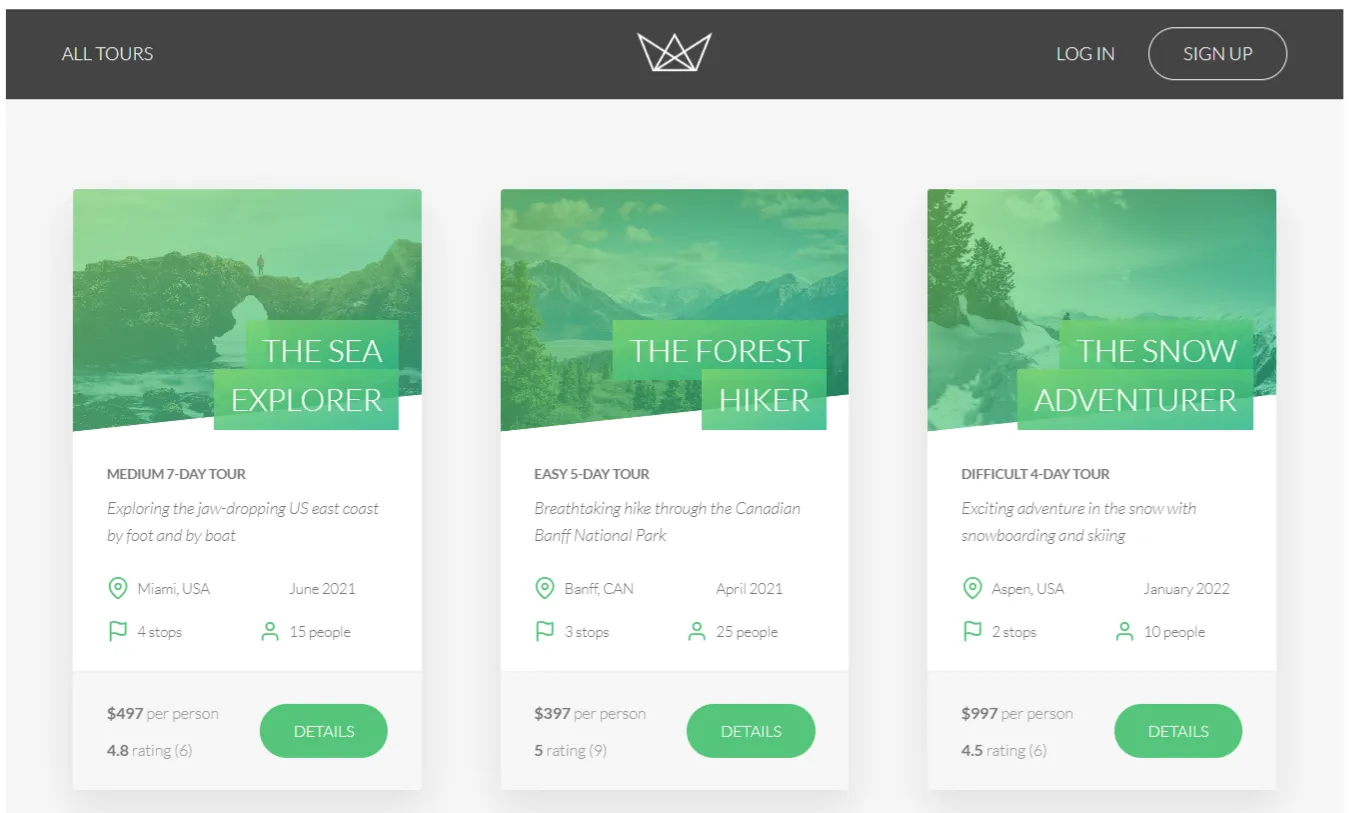 ALL TOURS
LOG IN
SIGN UP
THE SEA
EXPLORER
MEDIUM 7-DAY TOUR
Exploring the jaw-dropping US east coast
by foot and by boat
Miami, USA
June 2021
4 stops
15 people
$497 per person
4.8 rating (6)
DETAILS
THE FOREST
HIKER
EASY 5-DAY TOUR
Breathtaking hike through the Canadian
Banff National Park
Banff, CAN
April 2021
3 stops
25 people
$397 per person
5 rating (9)
DETAILS
THE SNOW
ADVENTURER
DIFFICULT 4-DAY TOUR
Exciting adventure in the snow with
snowboarding and skiing
Aspen, USA
January 2022
2 stops
10 people
$997 per person
4.5 rating (6)
DETAILS